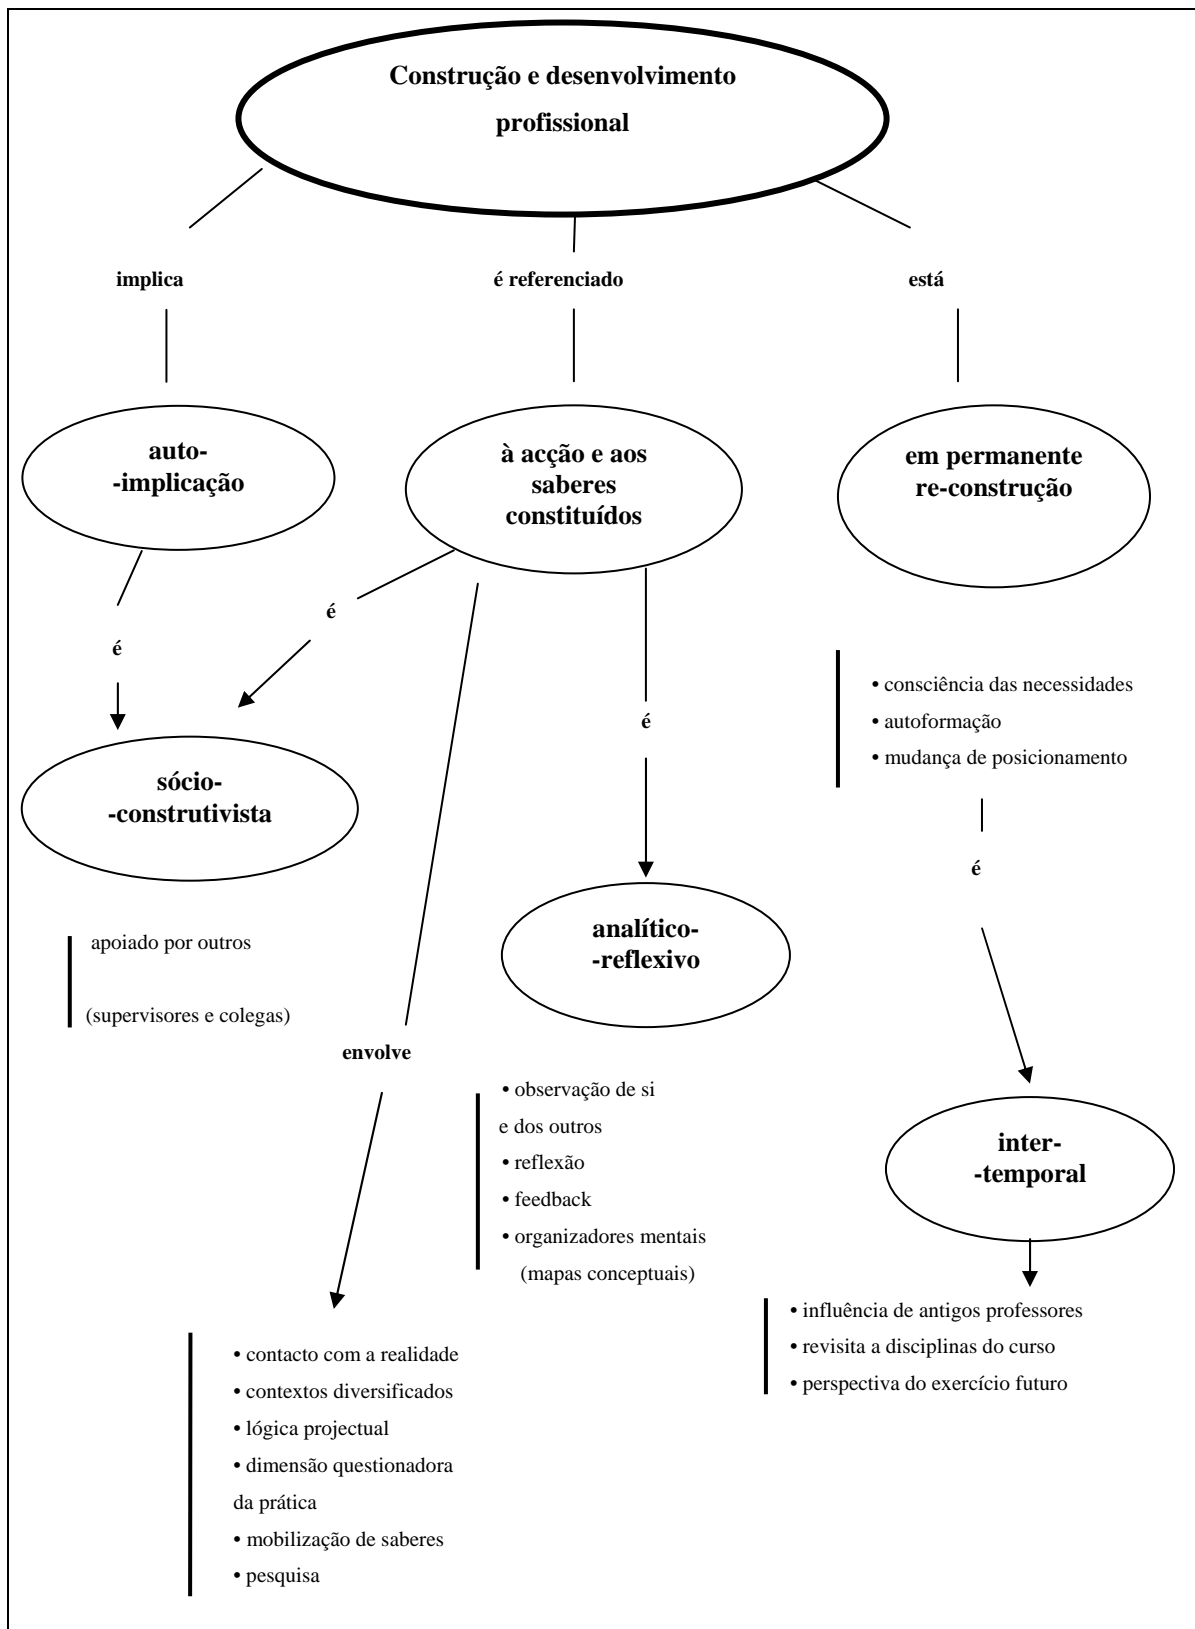 Construção e desenvolvimento
profissional
implica
é referenciado
está
auto-
-implicação
à acção e aos
saberes
constituídos
em permanente
re-construção
é
é
é
• consciência das necessidades
• autoformação
• mudança de posicionamento
sócio-
-construtivista
é
apoiado por outros
(supervisores e colegas)
analítico-
-reflexivo
envolve
• observação de si
e dos outros
• reflexão
• feedback
• organizadores mentais
(mapas conceptuais)
inter-
-temporal
• influência de antigos professores
• revisita a disciplinas do curso
• perspectiva do exercício futuro
• contacto com a realidade
• contextos diversificados
• lógica projectual
• dimensão questionadora
da prática
• mobilização de saberes
• pesquisa